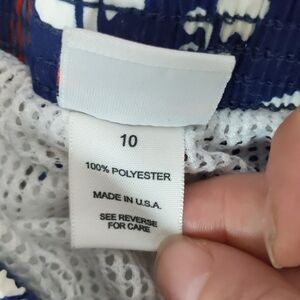 10
100% POLYESTER
MADE IN U.S.A.
SEE REVERSE
FOR CARE